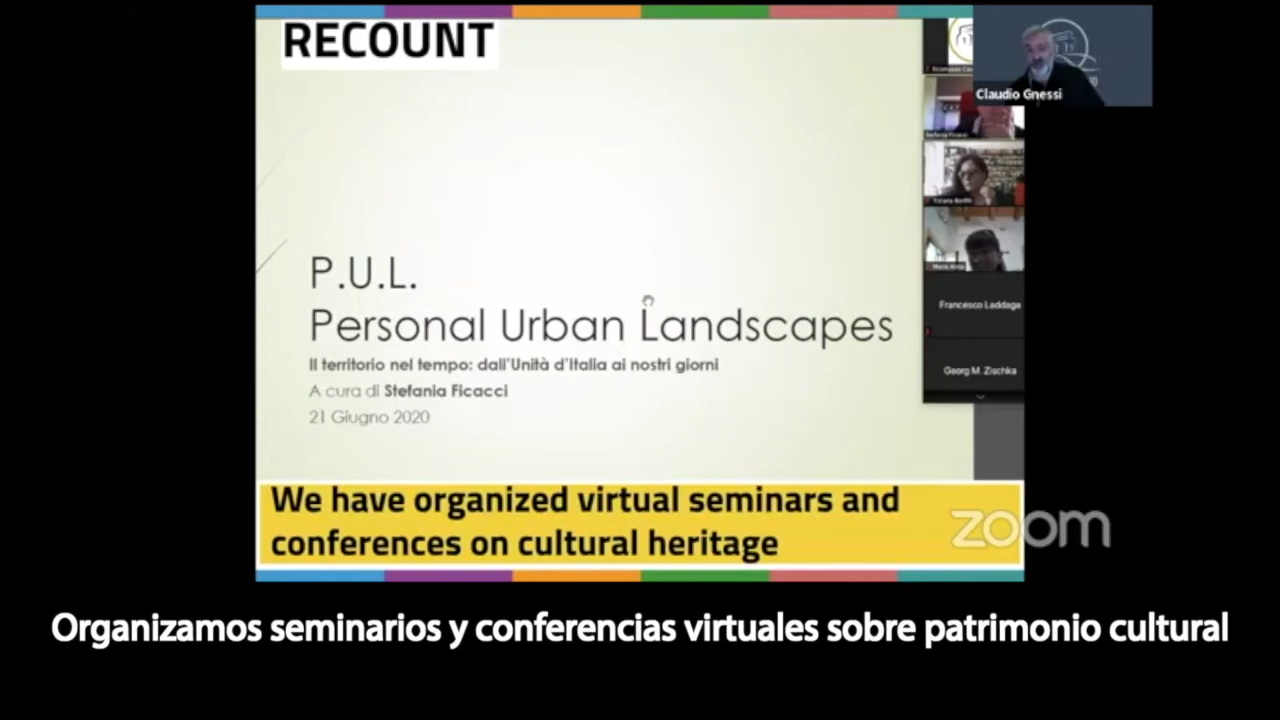 RECOUNT
Claudio Gnessi
Stefania Ficacci
P.U.L.
Personal Urban Landscapes
Il territorio nel tempo: dall'Unità d'Italia ai nostri giorni
A cura di Stefania Ficacci
21 Giugno 2020
Francesco Laddaga
Georg M. Zischka
We have organized virtual seminars and
conferences on cultural heritage
zoom
Organizamos seminarios y conferencias virtuales sobre patrimonio cultural